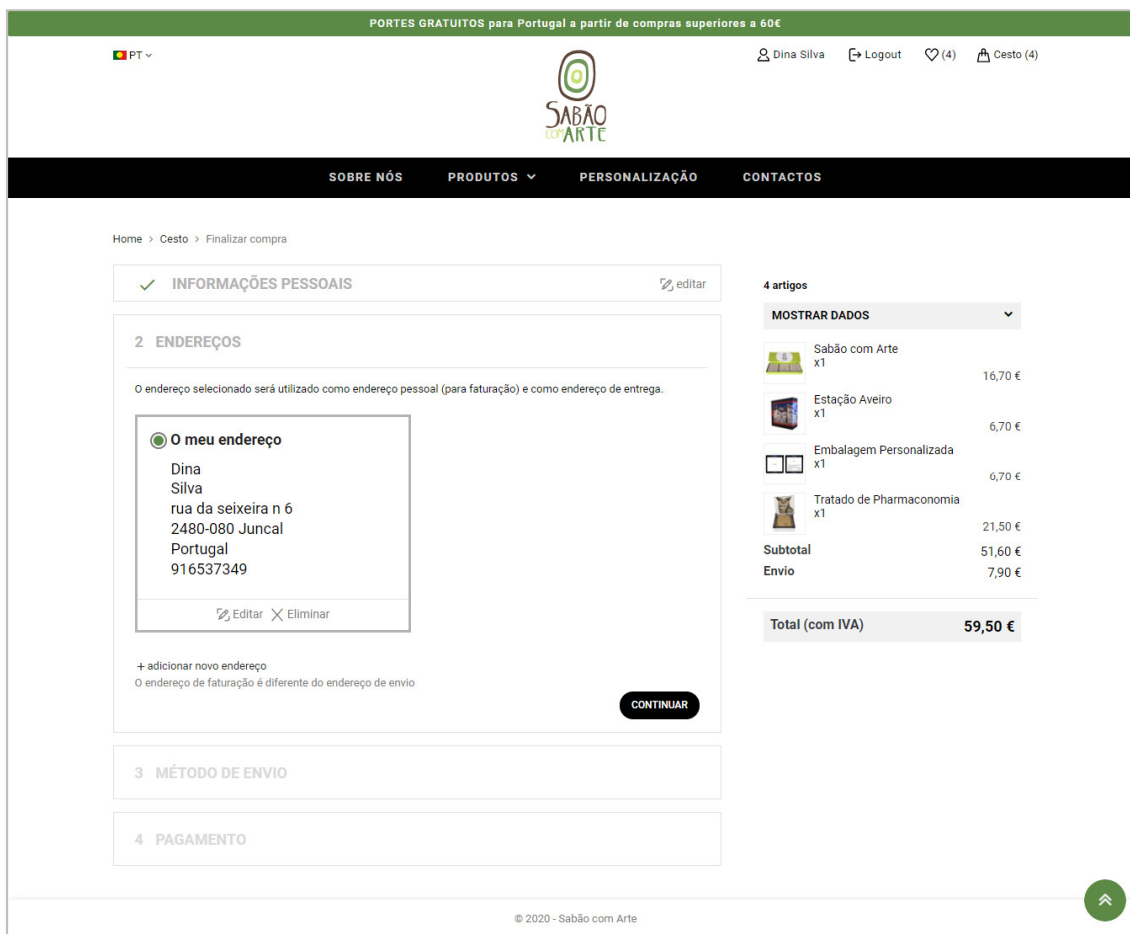 PORTES GRATUITOS para Portugal a partir de compras superiores a 60€
PT
Dina Silva
Logout
(4)
Cesto (4)
SABÃO
COM ARTE
SOBRE NÓS
PRODUTOS
PERSONALIZAÇÃO
CONTACTOS
Home > Cesto > Finalizar compra
INFORMAÇÕES PESSOAIS
editar
2 ENDEREÇOS
O endereço selecionado será utilizado como endereço pessoal (para faturação) e como endereço de entrega.
O meu endereço
Dina
Silva
rua da seixeira n 6
2480-080 Juncal
Portugal
916537349
Editar
Eliminar
+ adicionar novo endereço
O endereço de faturação é diferente do endereço de envio
CONTINUAR
3 MÉTODO DE ENVIO
4 PAGAMENTO
4 artigos
MOSTRAR DADOS
Sabão com Arte
x1
16,70 €
Estação Aveiro
x1
6,70 €
Embalagem Personalizada
x1
6,70 €
Tratado de Pharmaconomia
x1
21,50 €
Subtotal 51,60 €
Envio 7,90 €
Total (com IVA) 59,50 €
© 2020 - Sabão com Arte